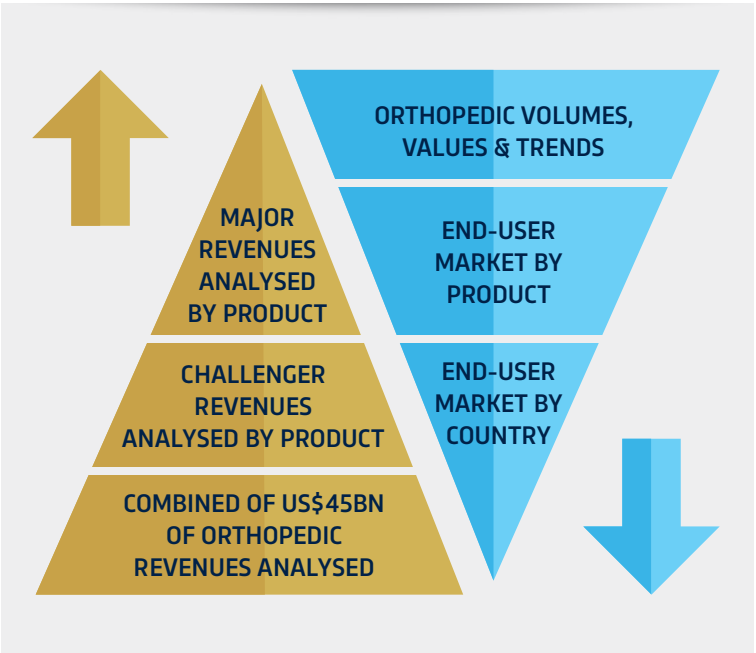 MAJOR
REVENUES
ANALYSED
BY PRODUCT
CHALLENGER
REVENUES
ANALYSED BY PRODUCT
COMBINED OF US$45BN
OF ORTHOPEDIC
REVENUES ANALYSED
ORTHOPEDIC VOLUMES,
VALUES & TRENDS
END-USER
MARKET BY
PRODUCT
END-USER
MARKET BY
COUNTRY